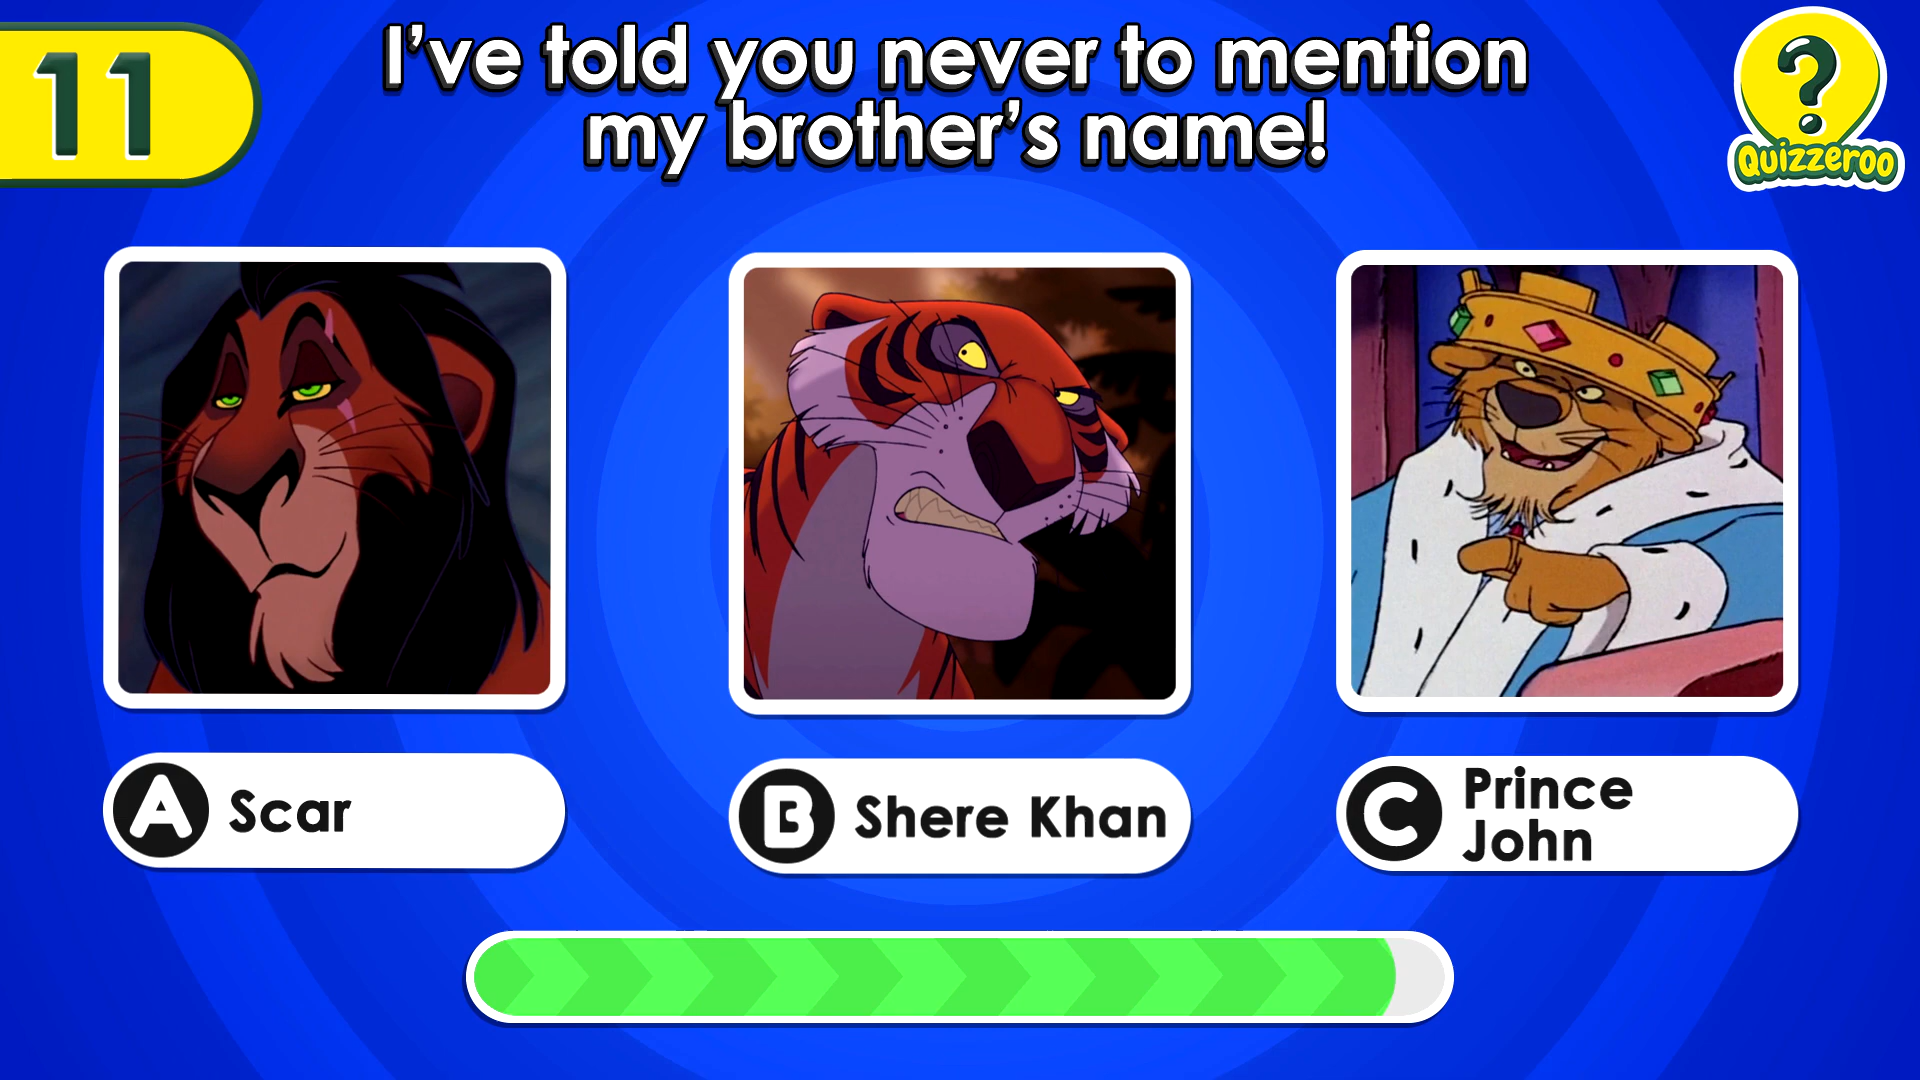 11
I’ve told you never to mention
my brother’s name!
?
Quizzeroo
A Scar
B Shere Khan
C Prince
John